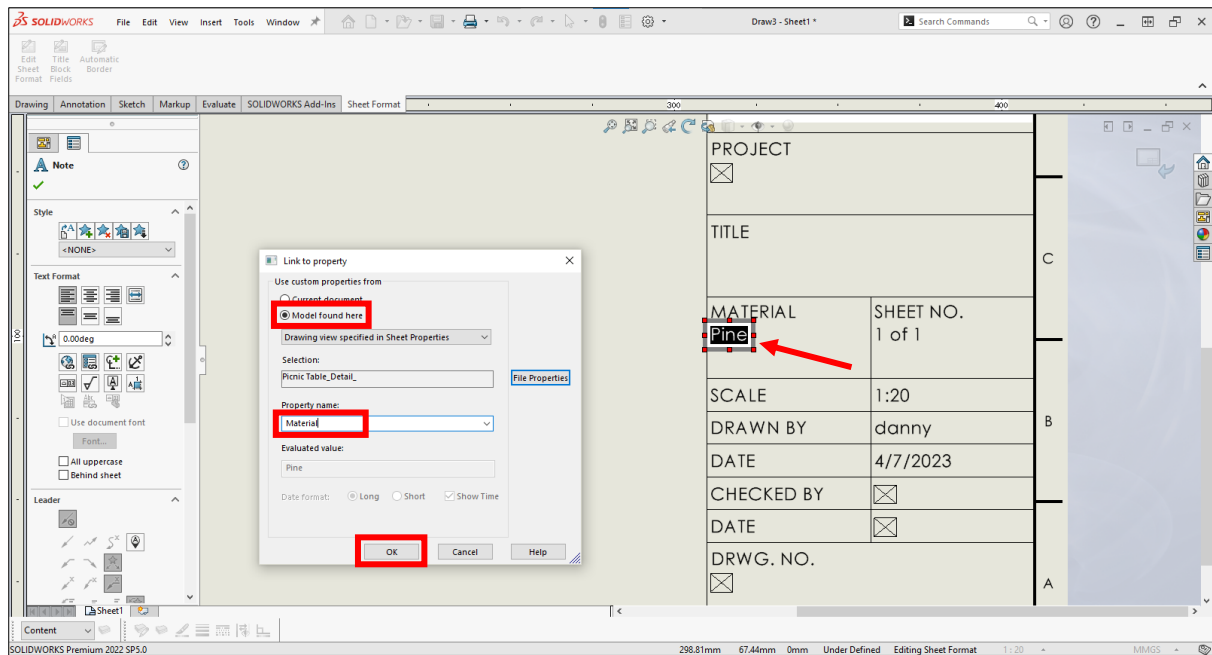 SOLIDWORKS File Edit View Insert Tools Window Draw3 - Sheet1 * Search Commands
Edit Sheet Format
Title Block Fields
Automatic Border
Drawing Annotation Sketch Markup Evaluate SOLIDWORKS Add-Ins Sheet Format
300 400
100
Note
Style
<NONE>
Text Format
0.00deg
Use document font
Font...
All uppercase
Behind sheet
Leader
Link to property
Use custom properties from
Current document
Model found here
Drawing view specified in Sheet Properties
Selection:
Picnic Table_Detail_
File Properties
Property name:
Material
Evaluated value:
Pine
Date format: Long Short Show Time
OK Cancel Help
PROJECT
TITLE
MATERIAL SHEET NO.
Pine 1 of 1
SCALE 1:20
DRAWN BY danny
DATE 4/7/2023
CHECKED BY
DATE
DRWG. NO.
C
B
A
Sheet1
Content
SOLIDWORKS Premium 2022 SP5.0 298.81mm 67.44mm 0mm Under Defined Editing Sheet Format 1:20 MMGS